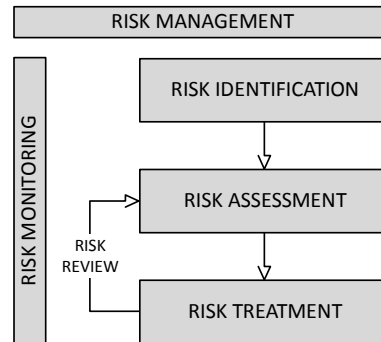 RISK MANAGEMENT
RISK MONITORING
RISK IDENTIFICATION
RISK ASSESSMENT
RISK
REVIEW
RISK TREATMENT